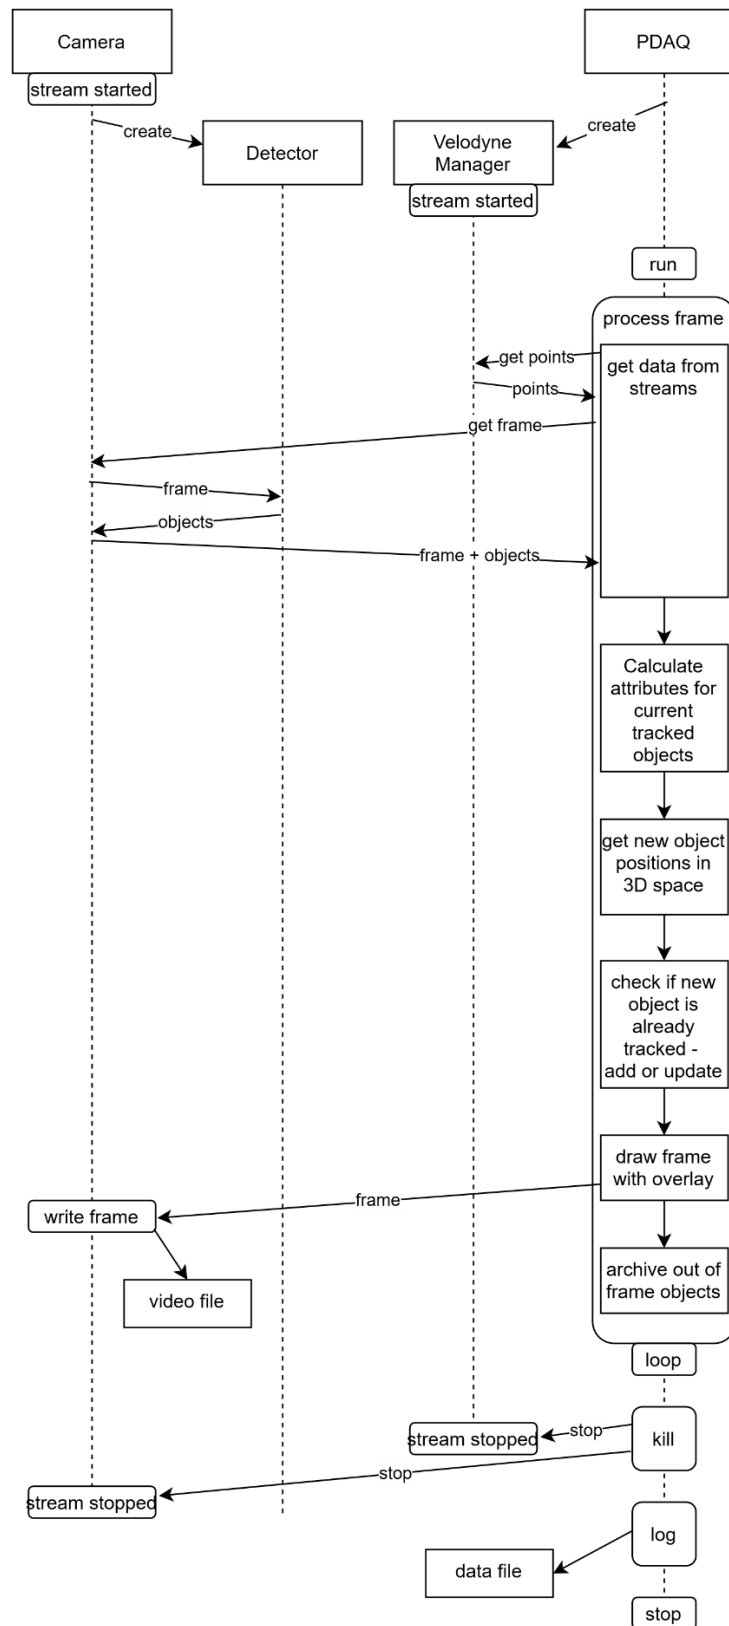 Camera
PDAQ
stream started
create
create
Detector
Velodyne
Manager
stream started
run
process frame
get points
get data from
streams
points
get frame
frame
objects
frame + objects
Calculate
attributes for
current
tracked
objects
get new object
positions in
3D space
check if new
object is
already
tracked -
add or update
draw frame
with overlay
frame
write frame
archive out of
frame objects
video file
loop
stop
kill
stream stopped
stop
stream stopped
log
data file
stop